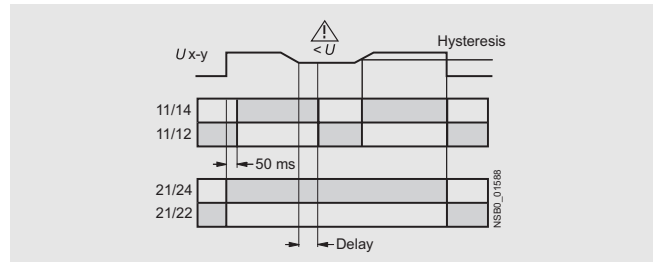 < U
Hysteresis
U x-y
11/14
11/12
50 ms
21/24
21/22
Delay
NSB0_01588